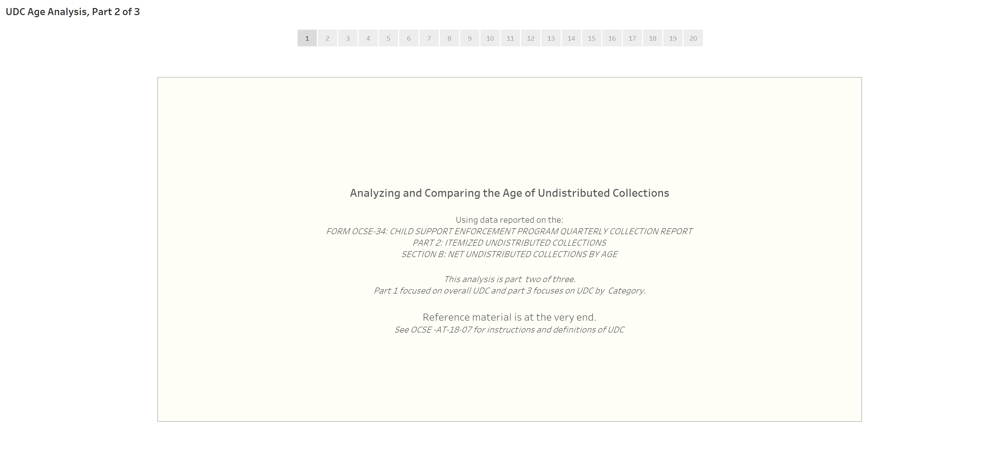 UDC Age Analysis, Part 2 of 3
1 2 3 4 5 6 7 8 9 10 11 12 13 14 15 16 17 18 19 20
Analyzing and Comparing the Age of Undistributed Collections
Using data reported on the:
FORM OCSE-34: CHILD SUPPORT ENFORCEMENT PROGRAM QUARTERLY COLLECTION REPORT
PART 2: ITEMIZED UNDISTRIBUTED COLLECTIONS
SECTION B: NET UNDISTRIBUTED COLLECTIONS BY AGE
This analysis is part  two of three.
Part 1 focused on overall UDC and part 3 focuses on UDC by  Category.
Reference material is at the very end.
See OCSE -AT-18-07 for instructions and definitions of UDC